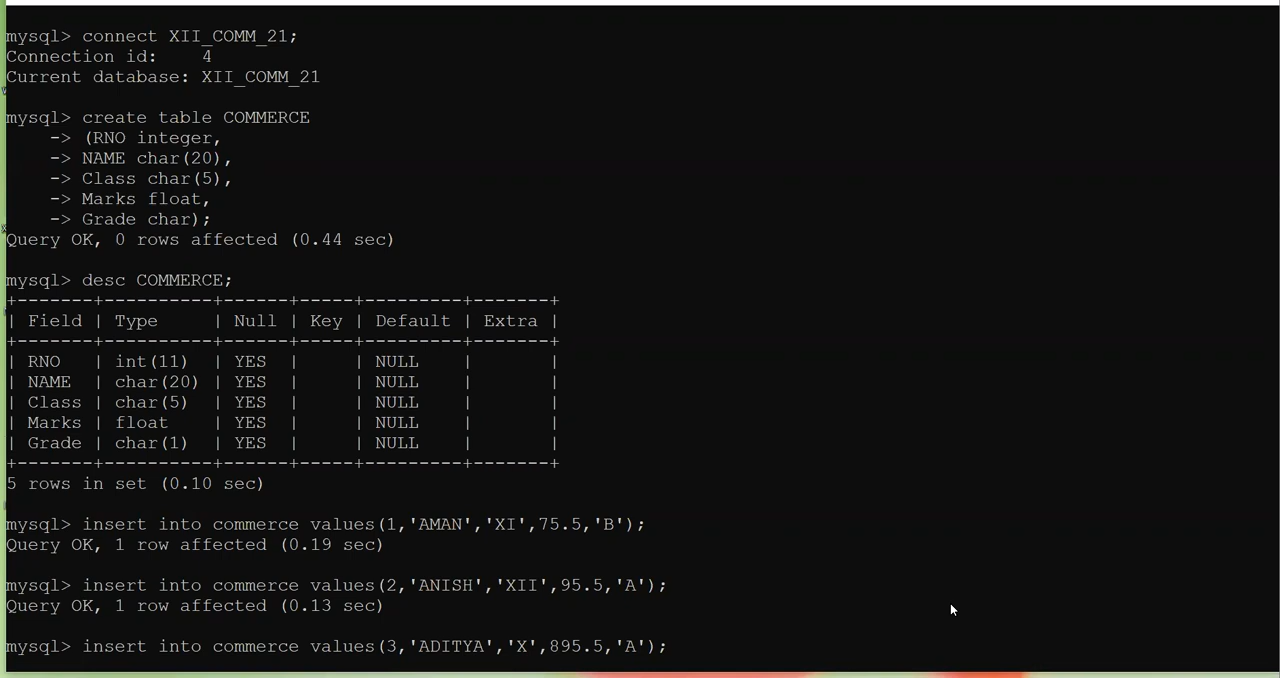 mysql> connect XII_COMM_21;
Connection id:    4
Current database: XII_COMM_21
mysql> create table COMMERCE
    -> (RNO integer,
    -> NAME char(20),
    -> Class char(5),
    -> Marks float,
    -> Grade char);
Query OK, 0 rows affected (0.44 sec)
mysql> desc COMMERCE;
+-------+----------+------+-----+---------+-------+
| Field | Type     | Null | Key | Default | Extra |
+-------+----------+------+-----+---------+-------+
| RNO   | int(11)  | YES  |     | NULL    |       |
| NAME  | char(20) | YES  |     | NULL    |       |
| Class | char(5)  | YES  |     | NULL    |       |
| Marks | float    | YES  |     | NULL    |       |
| Grade | char(1)  | YES  |     | NULL    |       |
+-------+----------+------+-----+---------+-------+
5 rows in set (0.10 sec)
mysql> insert into commerce values(1,'AMAN','XI',75.5,'B');
Query OK, 1 row affected (0.19 sec)
mysql> insert into commerce values(2,'ANISH','XII',95.5,'A');
Query OK, 1 row affected (0.13 sec)
mysql> insert into commerce values(3,'ADITYA','X',895.5,'A');